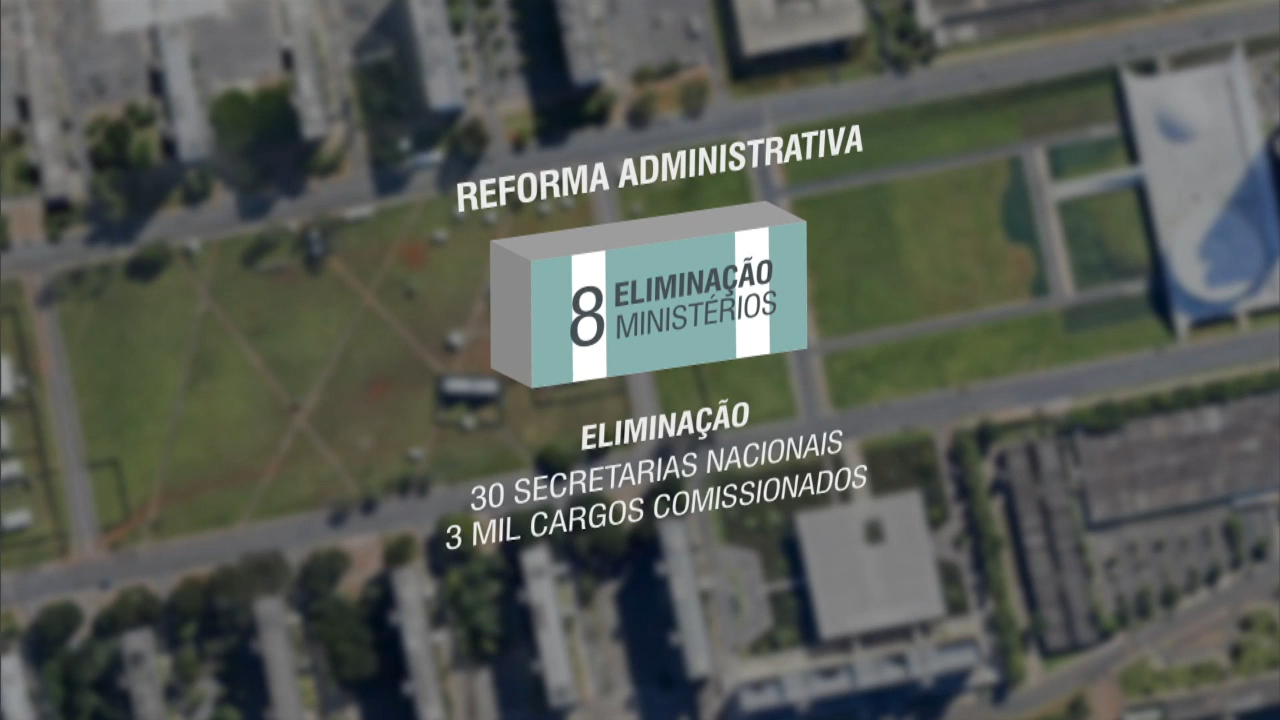 REFORMA ADMINISTRATIVA
8 ELIMINAÇÃO
MINISTÉRIOS
ELIMINAÇÃO
30 SECRETARIAS NACIONAIS
3 MIL CARGOS COMISSIONADOS